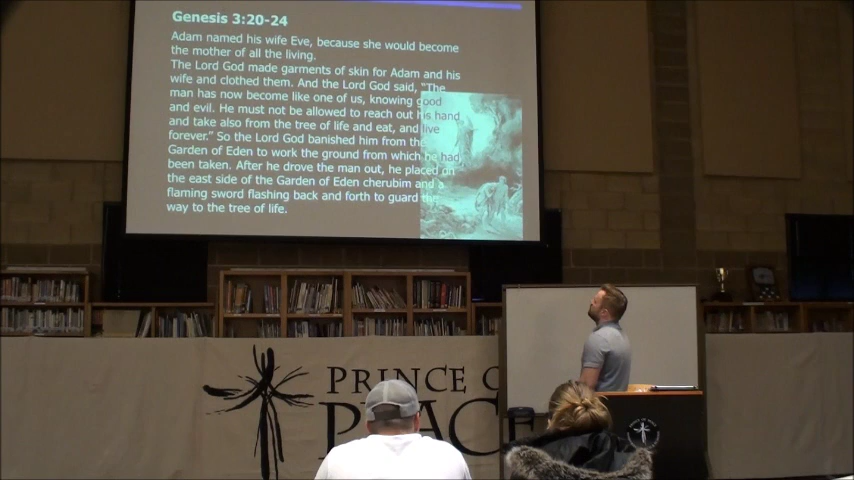 Genesis 3:20-24
Adam named his wife Eve, because she would become
the mother of all the living.
The Lord God made garments of skin for Adam and his
wife and clothed them. And the Lord God said, "The
man has now become like one of us, knowing good
and evil. He must not be allowed to reach out his hand
and take also from the tree of life and eat, and live
forever." So the Lord God banished him from the
Garden of Eden to work the ground from which he had
been taken. After he drove the man out, he placed on
the east side of the Garden of Eden cherubim and a
flaming sword flashing back and forth to guard the
way to the tree of life.
PRINCE O
PEACE